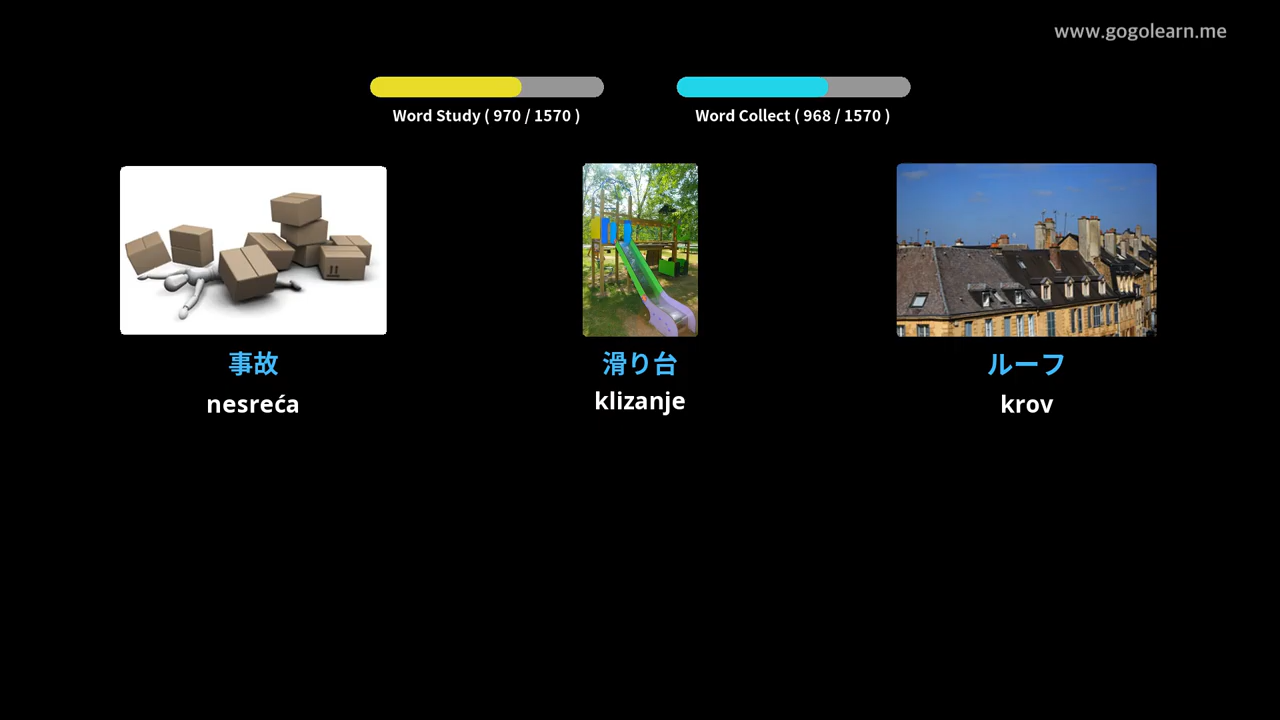 www.gogolearn.me
Word Study ( 970 / 1570 )
Word Collect ( 968 / 1570 )
事故
滑り台
ルーフ
nesreća
klizanje
krov